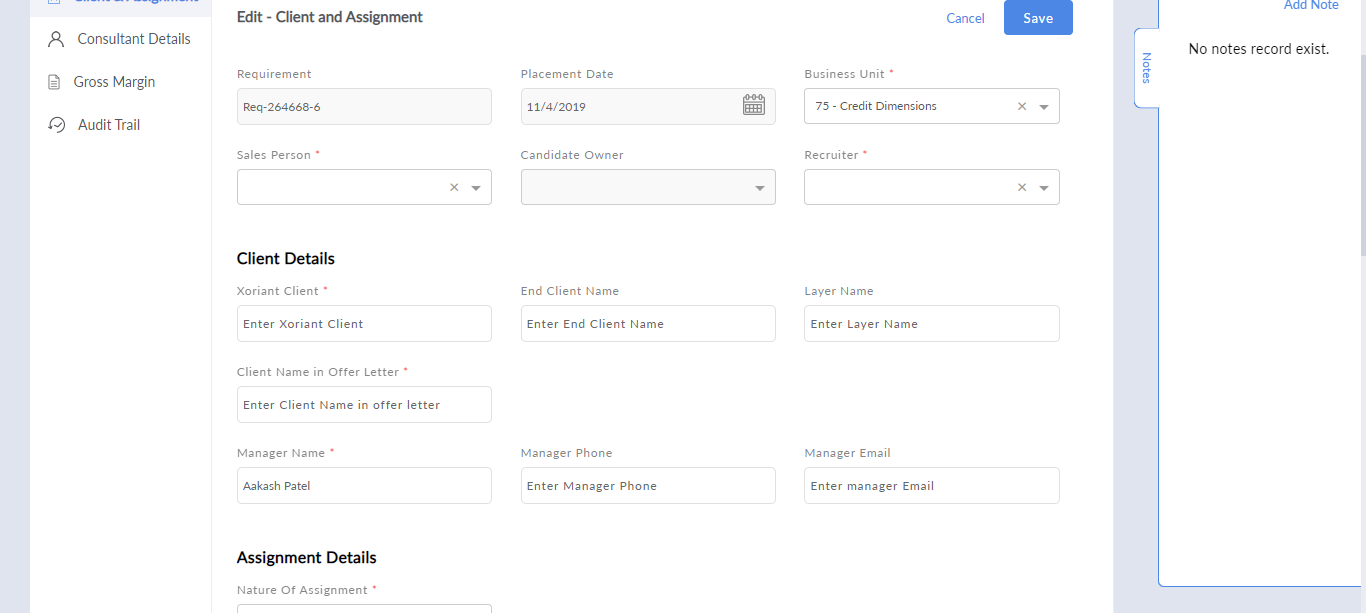 Client & Assignment
Consultant Details
Gross Margin
Audit Trail
Edit - Client and Assignment
Cancel
Save
Requirement
Req-264668-6
Placement Date
11/4/2019
Business Unit *
75 - Credit Dimensions
×
Sales Person *
×
Candidate Owner
Recruiter *
×
Client Details
Xoriant Client *
Enter Xoriant Client
End Client Name
Enter End Client Name
Layer Name
Enter Layer Name
Client Name in Offer Letter *
Enter Client Name in offer letter
Manager Name *
Aakash Patel
Manager Phone
Enter Manager Phone
Manager Email
Enter manager Email
Assignment Details
Nature Of Assignment *
Add Note
Notes
No notes record exist.